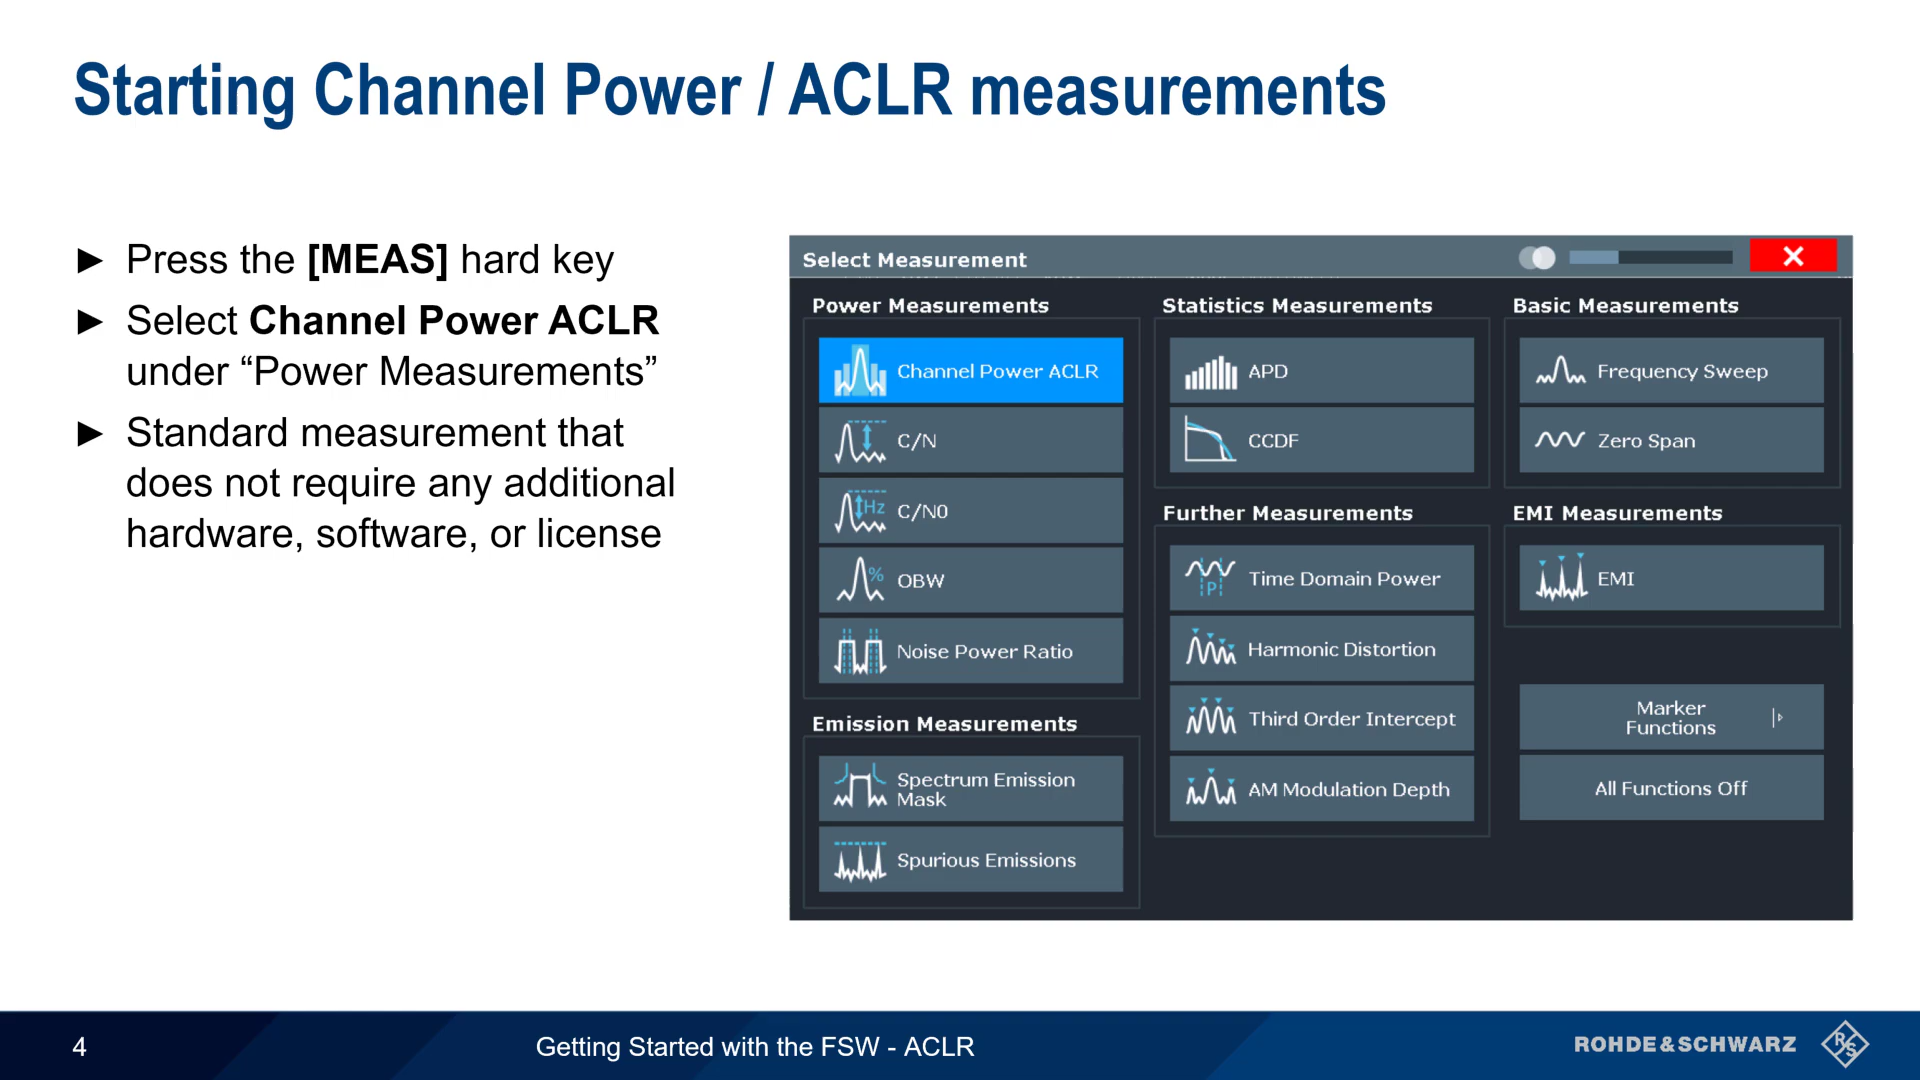 Starting Channel Power / ACLR measurements
► Press the [MEAS] hard key
► Select Channel Power ACLR
under “Power Measurements”
► Standard measurement that
does not require any additional
hardware, software, or license
Select Measurement
Power Measurements
Channel Power ACLR
C/N
Hz
C/N0
%
OBW
Noise Power Ratio
Emission Measurements
Spectrum Emission
Mask
Spurious Emissions
Statistics Measurements
APD
CCDF
Further Measurements
P
Time Domain Power
Harmonic Distortion
Third Order Intercept
AM Modulation Depth
Basic Measurements
Frequency Sweep
Zero Span
EMI Measurements
EMI
Marker
Functions
All Functions Off
4
Getting Started with the FSW - ACLR
ROHDE&SCHWARZ
R&S